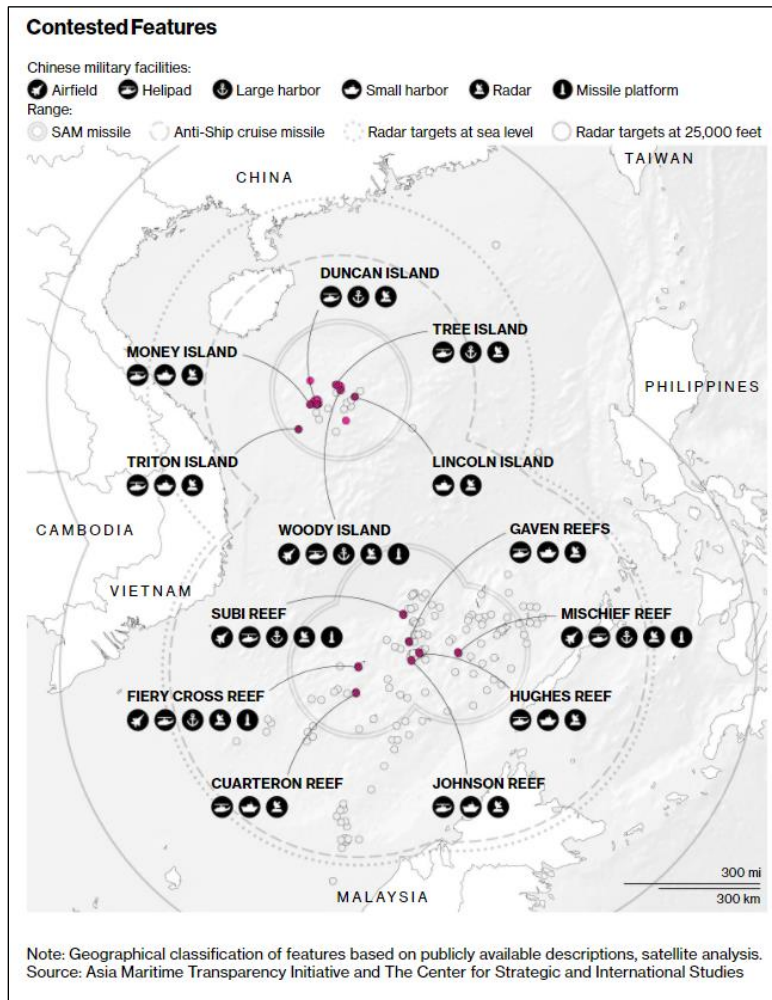 Contested Features
Chinese military facilities:
Airfield Helipad Large harbor Small harbor Radar Missile platform
Range:
SAM missile Anti-Ship cruise missile Radar targets at sea level Radar targets at 25,000 feet
TAIWAN
CHINA
DUNCAN ISLAND
TREE ISLAND
MONEY ISLAND
PHILIPPINES
TRITON ISLAND
LINCOLN ISLAND
CAMBODIA
WOODY ISLAND
GAVEN REEFS
VIETNAM
SUBI REEF
MISCHIEF REEF
FIERY CROSS REEF
HUGHES REEF
CUARTERON REEF
JOHNSON REEF
300 mi
300 km
MALAYSIA
Note: Geographical classification of features based on publicly available descriptions, satellite analysis.
Source: Asia Maritime Transparency Initiative and The Center for Strategic and International Studies